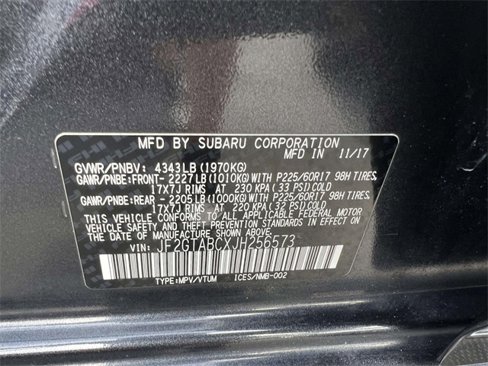 MFD BY SUBARU CORPORATION
MFD IN 11/17
GVWR/PNBV: 4343LB (1970KG)
GAWR/PNBE:FRONT- 2227LB(1010KG)WITH P225/60R17 98H TIRES,
17X7J RIMS AT 230 KPA(33 PSI)COLD
GAWR/PNBE:REAR - 2205LB(1000KG)WITH P225/60R17 98H TIRES,
17X7J RIMS AT 220 KPA(32 PSI)COLD
THIS VEHICLE CONFORMS TO ALL APPLICABLE FEDERAL MOTOR
VEHICLE SAFETY AND THEFT PREVENTION STANDARDS IN EFFECT ON THE DATE
OF MANUFACTURE SHOWN ABOVE.
VIN: JF2GTABCXJH256573
TYPE:MPV/VTUM ICES/NMB-002